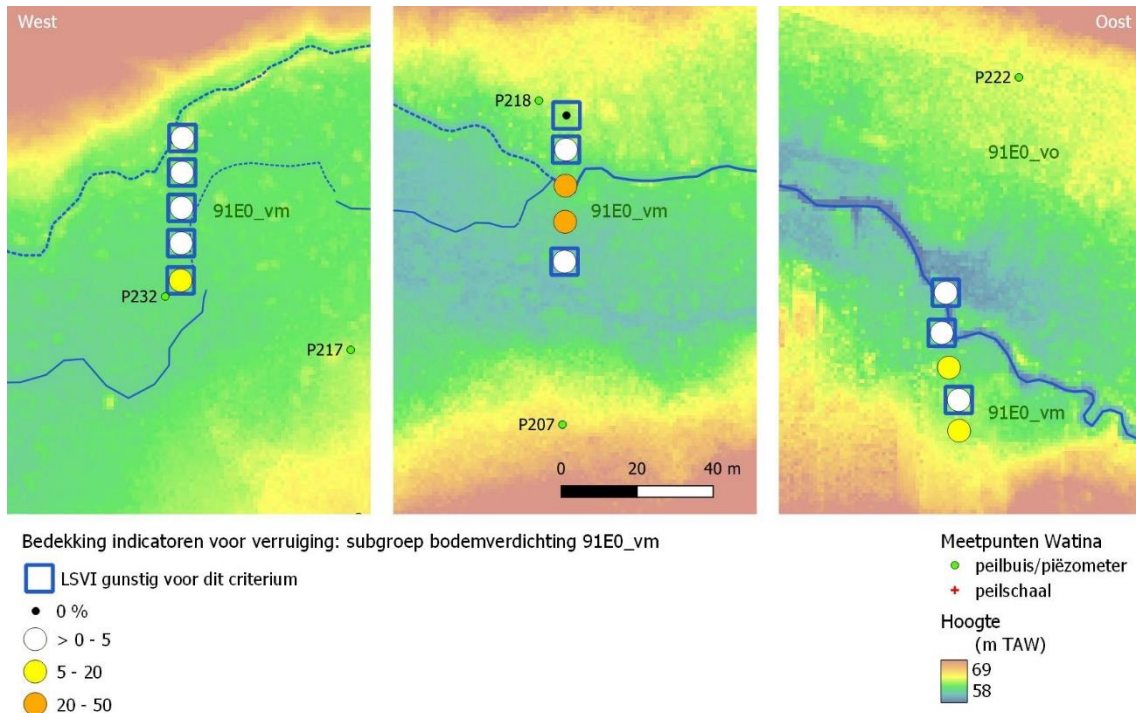 West
Oost
P218
P222
91E0_vo
91E0_vm
91E0_vm
P232
P217
91E0_vm
P207
0 20 40 m
Bedekking indicatoren voor verruiging: subgroep bodemverdichting 91E0_vm
LSVI gunstig voor dit criterium
0 %
> 0 - 5
5 - 20
20 - 50
Meetpunten Watina
peilbuis/piëzometer
peilschaal
Hoogte
(m TAW)
69
58